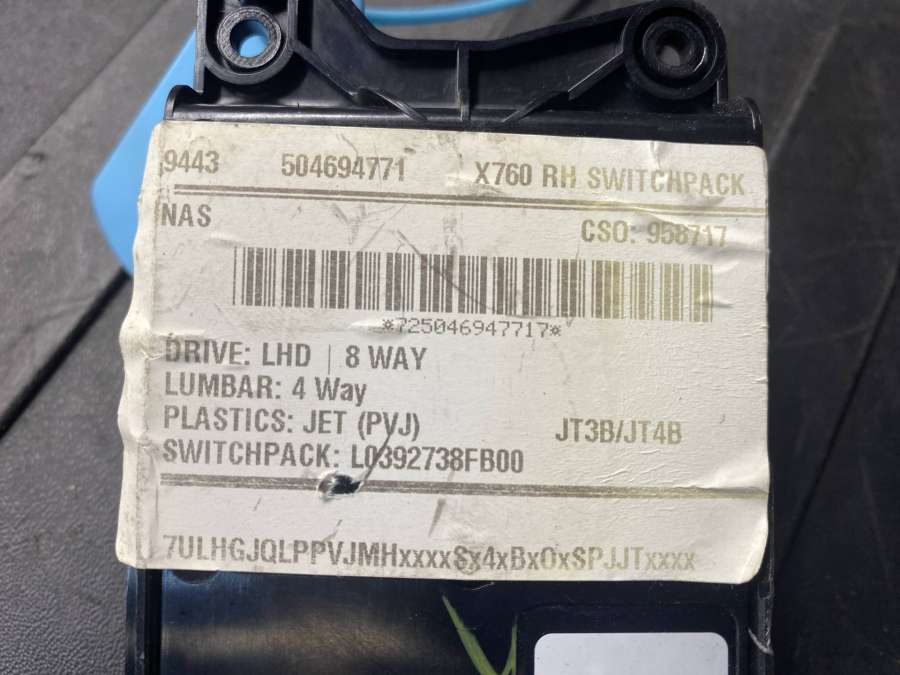 9443 504694771 X760 RH SWITCHPACK
NAS CSO: 958717
*725046947717*
DRIVE: LHD | 8 WAY
LUMBAR: 4 Way
PLASTICS: JET (PVJ) JT3B/JT4B
SWITCHPACK: L0392738FB00
7ULHGJQLPPVJMHxxxxSx4xBxOxSPJJTxxxx